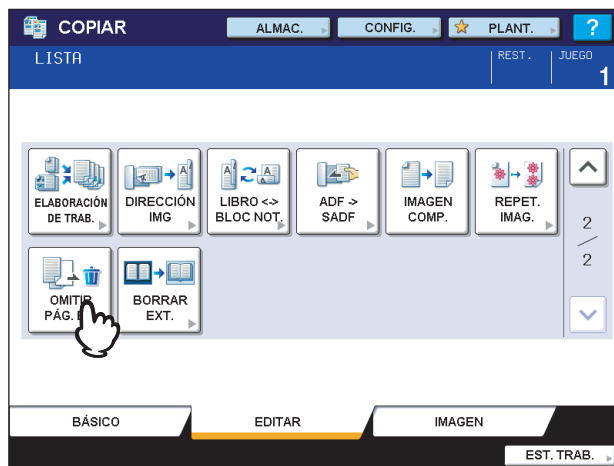 COPIAR
ALMAC.
CONFIG.
PLANT.
?
LISTA
REST.
JUEGO
1
ELABORACIÓN
DE TRAB.
DIRECCIÓN
IMG
LIBRO <->
BLOC NOT.
ADF ->
SADF
IMAGEN
COMP.
REPET.
IMAG.
2
2
OMITIR
PÁG.
BORRAR
EXT.
BÁSICO
EDITAR
IMAGEN
EST. TRAB.